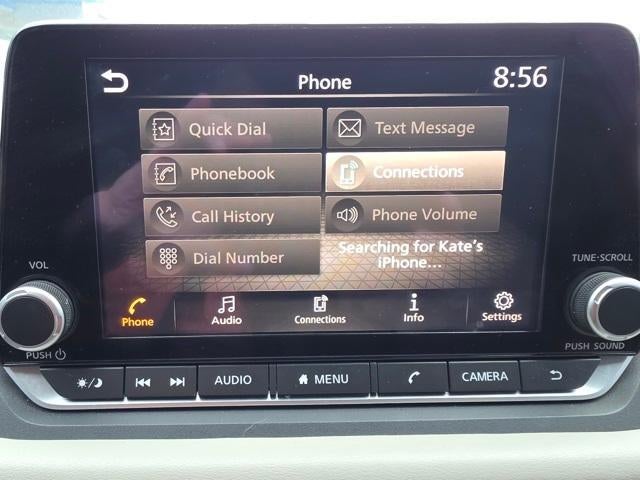 Phone
8:56
Quick Dial
Text Message
Phonebook
Connections
Call History
Phone Volume
Dial Number
Searching for Kate's
iPhone...
VOL
TUNE·SCROLL
Phone
Audio
Connections
Info
Settings
PUSH
PUSH SOUND
AUDIO
MENU
CAMERA